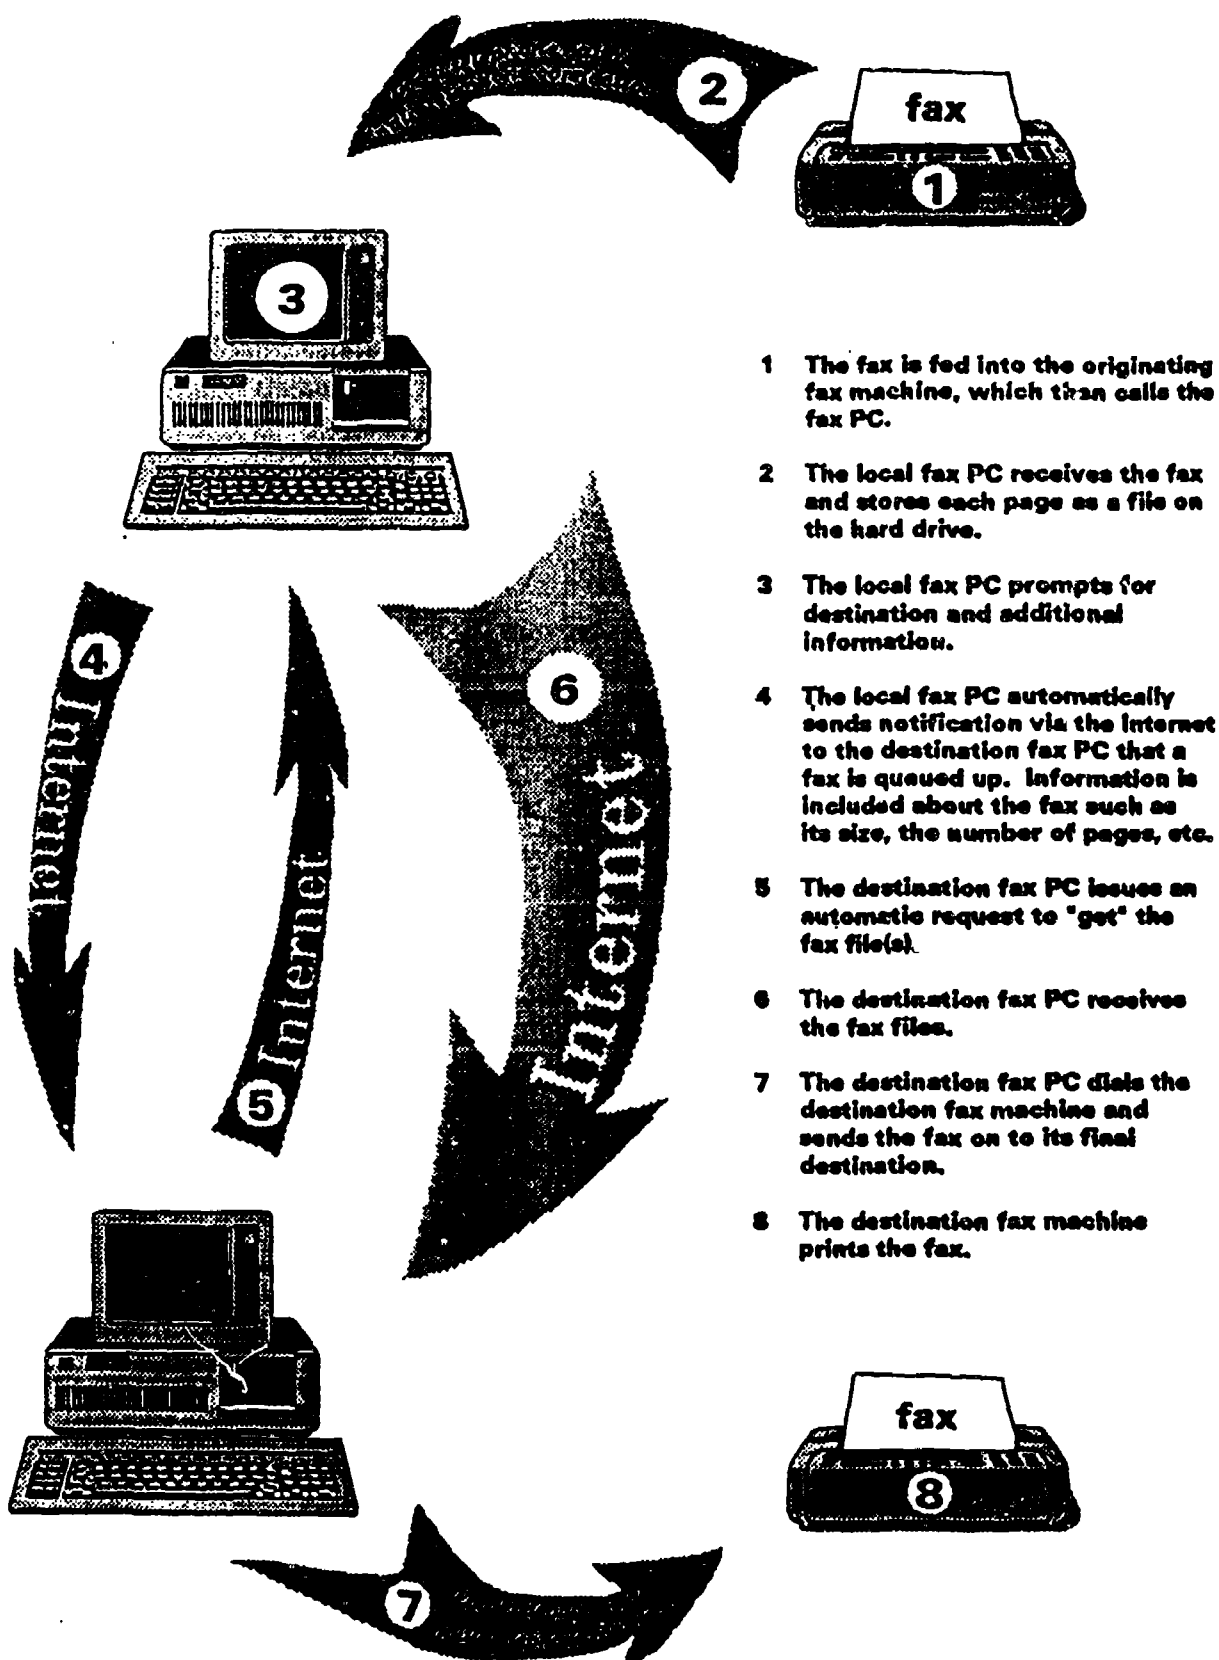 2
fax
1
3
1 The fax is fed into the originating
fax machine, which then calls the
fax PC.
2 The local fax PC receives the fax
and stores each page as a file on
the hard drive.
3 The local fax PC prompts for
destination and additional
information.
4 The local fax PC automatically
sends notification via the Internet
to the destination fax PC that a
fax is queued up. Information is
included about the fax such as
its size, the number of pages, etc.
5 The destination fax PC issues an
automatic request to "get" the
fax file(s).
6 The destination fax PC receives
the fax files.
7 The destination fax PC dials the
destination fax machine and
sends the fax on to its final
destination.
8 The destination fax machine
prints the fax.
4 Internet
5 Internet
6
Internet
fax
8
7